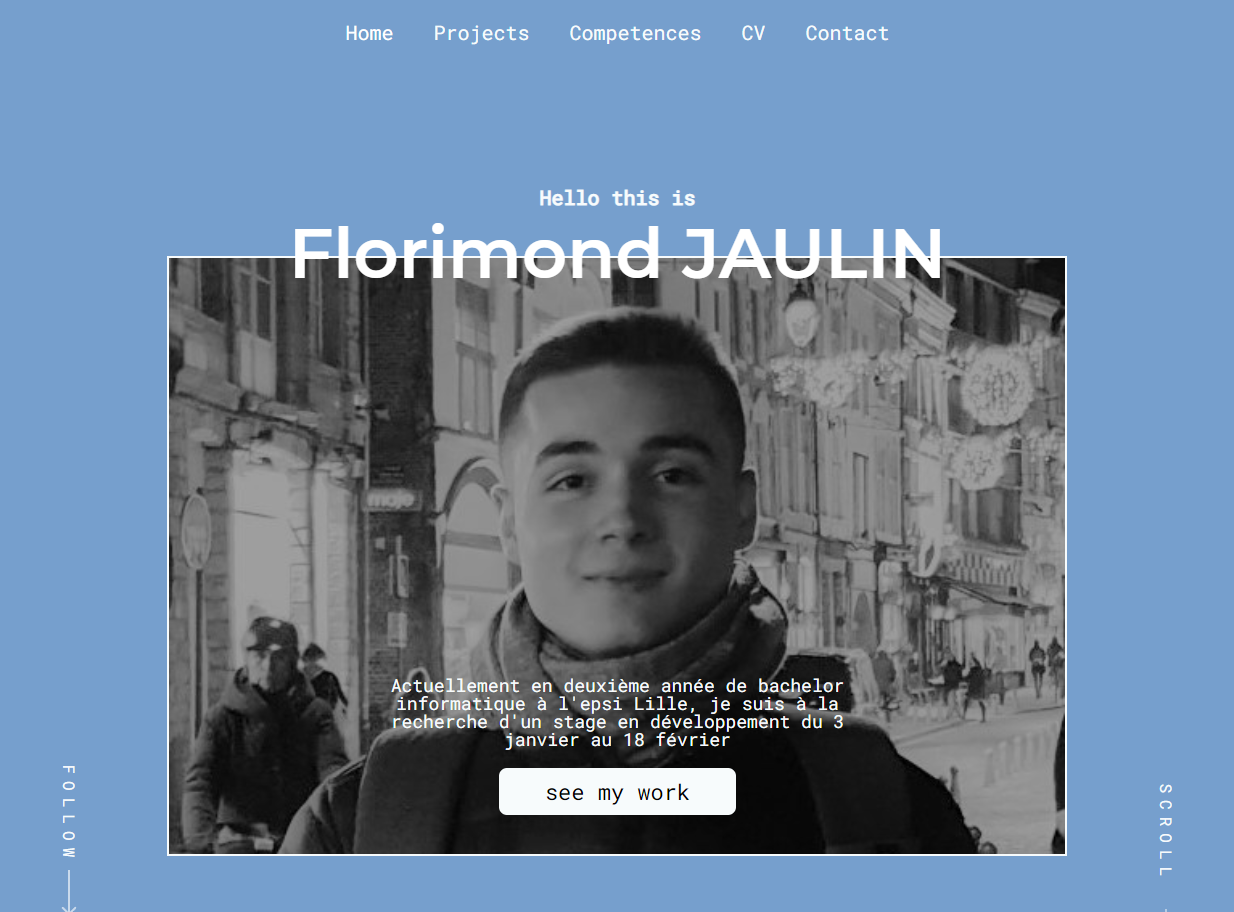 Home Projects Competences CV Contact
Hello this is
Florimond JAULIN
maje
Actuellement en deuxième année de bachelor
informatique à l'epsi Lille, je suis à la
recherche d'un stage en développement du 3
janvier au 18 février
see my work
FOLLOW
SCROLL